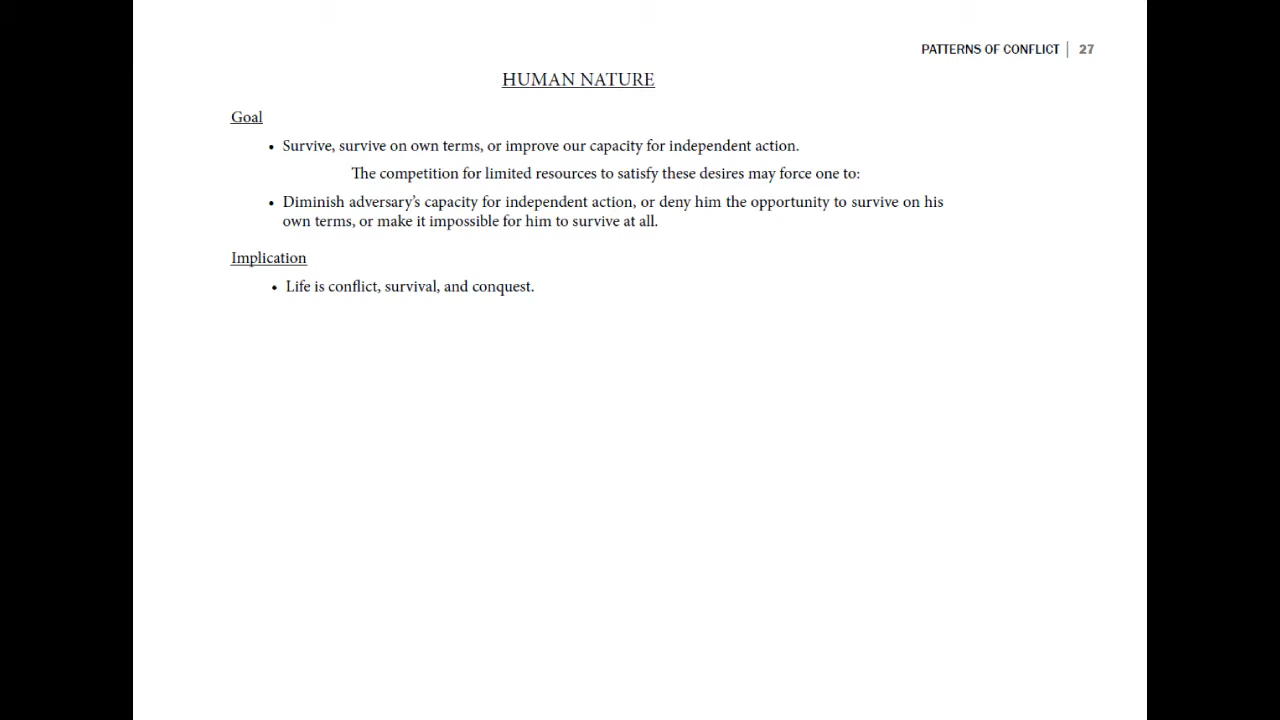 PATTERNS OF CONFLICT | 27
HUMAN NATURE
Goal
• Survive, survive on own terms, or improve our capacity for independent action.
The competition for limited resources to satisfy these desires may force one to:
• Diminish adversary's capacity for independent action, or deny him the opportunity to survive on his
own terms, or make it impossible for him to survive at all.
Implication
• Life is conflict, survival, and conquest.